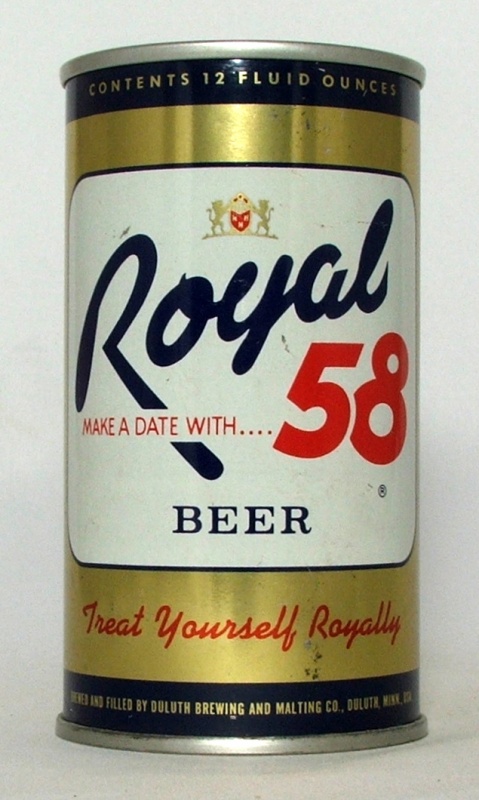 CONTENTS 12 FLUID OUNCES
Royal
58
MAKE A DATE WITH....
®
BEER
Treat Yourself Royally
BREWED AND FILLED BY DULUTH BREWING AND MALTING CO., DULUTH, MINN., USA